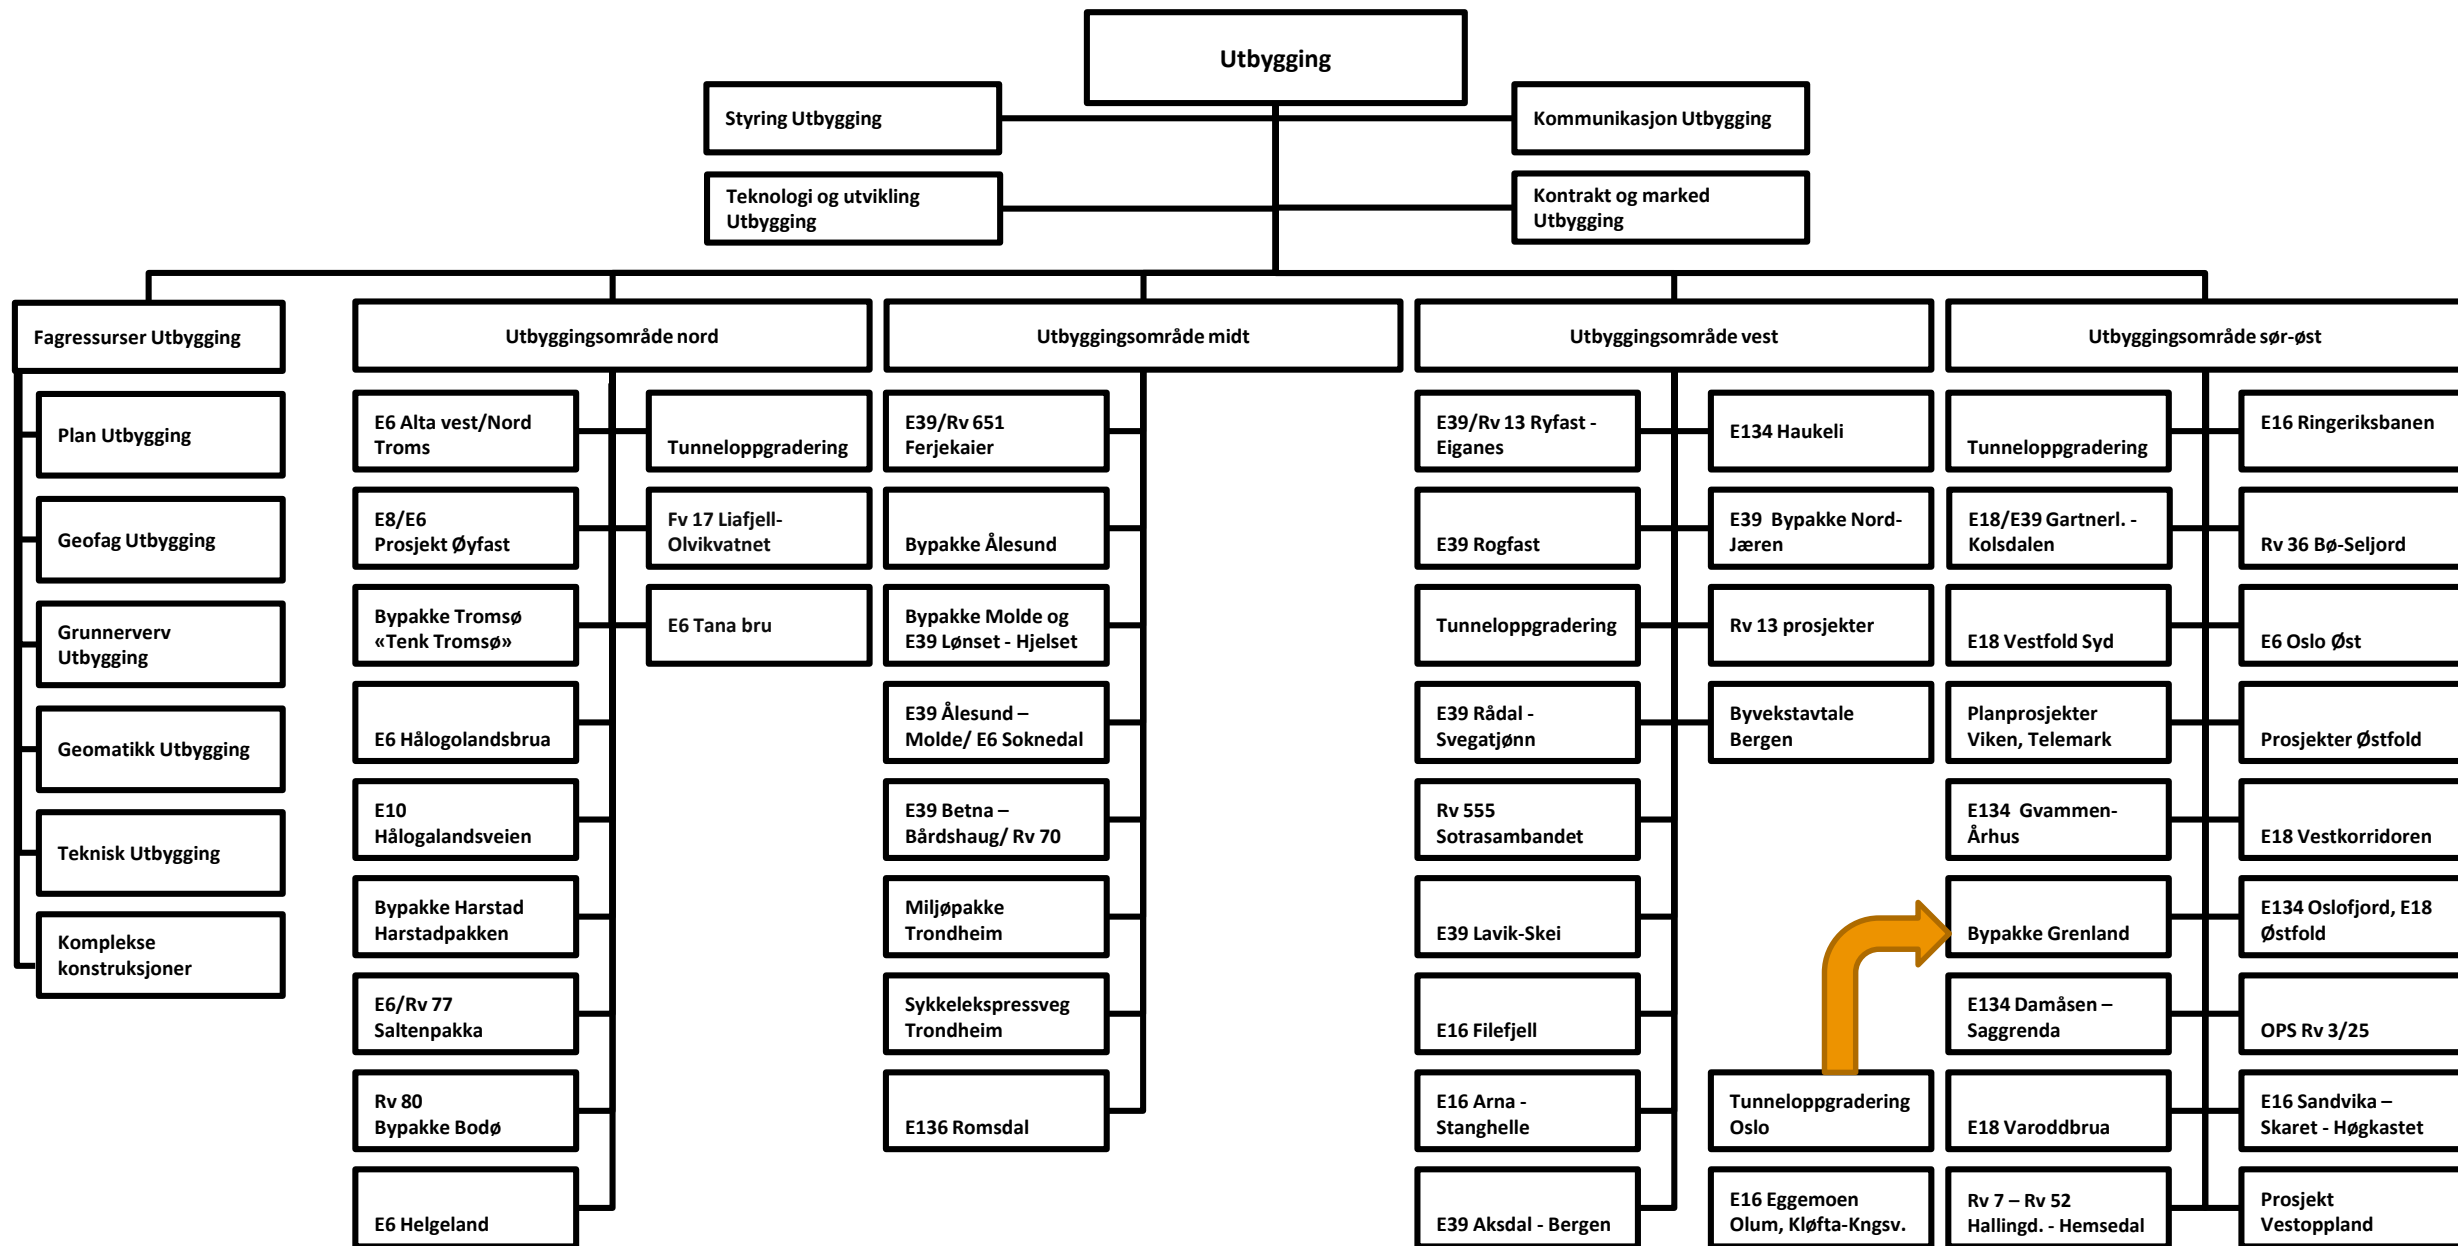 Utbygging
Styring Utbygging
Kommunikasjon Utbygging
Teknologi og utvikling
Utbygging
Kontrakt og marked
Utbygging
Fagressurser Utbygging
Plan Utbygging
Geofag Utbygging
Grunnerverv
Utbygging
Geomatikk Utbygging
Teknisk Utbygging
Komplekse
konstruksjoner
Utbyggingsområde nord
E6 Alta vest/Nord
Troms
E8/E6
Prosjekt Øyfast
Bypakke Tromsø
«Tenk Tromsø»
E6 Hålogolandsbrua
E10
Hålogalandsveien
Bypakke Harstad
Harstadpakken
E6/Rv 77
Saltenpakka
Rv 80
Bypakke Bodø
E6 Helgeland
Tunneloppgradering
Fv 17 Liafjell-
Olvikvatnet
E6 Tana bru
Utbyggingsområde midt
E39/Rv 651
Ferjekaier
Bypakke Ålesund
Bypakke Molde og
E39 Lønset - Hjelset
E39 Ålesund –
Molde/ E6 Soknedal
E39 Betna –
Bårdshaug/ Rv 70
Miljøpakke
Trondheim
Sykkelekspressveg
Trondheim
E136 Romsdal
Utbyggingsområde vest
E39/Rv 13 Ryfast -
Eiganes
E39 Rogfast
Tunneloppgradering
E39 Rådal -
Svegatjønn
Rv 555
Sotrasambandet
E39 Lavik-Skei
E16 Filefjell
E16 Arna -
Stanghelle
E39 Aksdal - Bergen
E134 Haukeli
E39  Bypakke Nord-
Jæren
Rv 13 prosjekter
Byvekstavtale
Bergen
Tunneloppgradering
Oslo
E16 Eggemoen
Olum, Kløfta-Kngsv.
Utbyggingsområde sør-øst
Tunneloppgradering
E18/E39 Gartnerl. -
Kolsdalen
E18 Vestfold Syd
Planprosjekter
Viken, Telemark
E134  Gvammen-
Århus
Bypakke Grenland
E134 Damåsen –
Saggrenda
E18 Varoddbrua
Rv 7 – Rv 52
Hallingd. - Hemsedal
E16 Ringeriksbanen
Rv 36 Bø-Seljord
E6 Oslo Øst
Prosjekter Østfold
E18 Vestkorridoren
E134 Oslofjord, E18
Østfold
OPS Rv 3/25
E16 Sandvika –
Skaret - Høgkastet
Prosjekt
Vestoppland